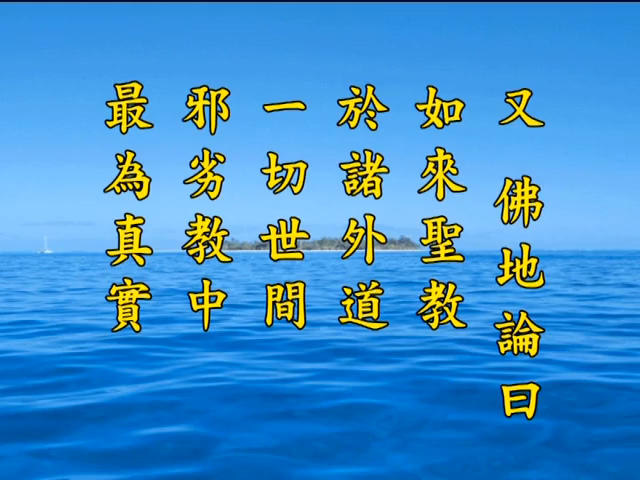 又 佛地論曰
如來聖教
於諸外道
一切世間
邪劣教中
最為真實